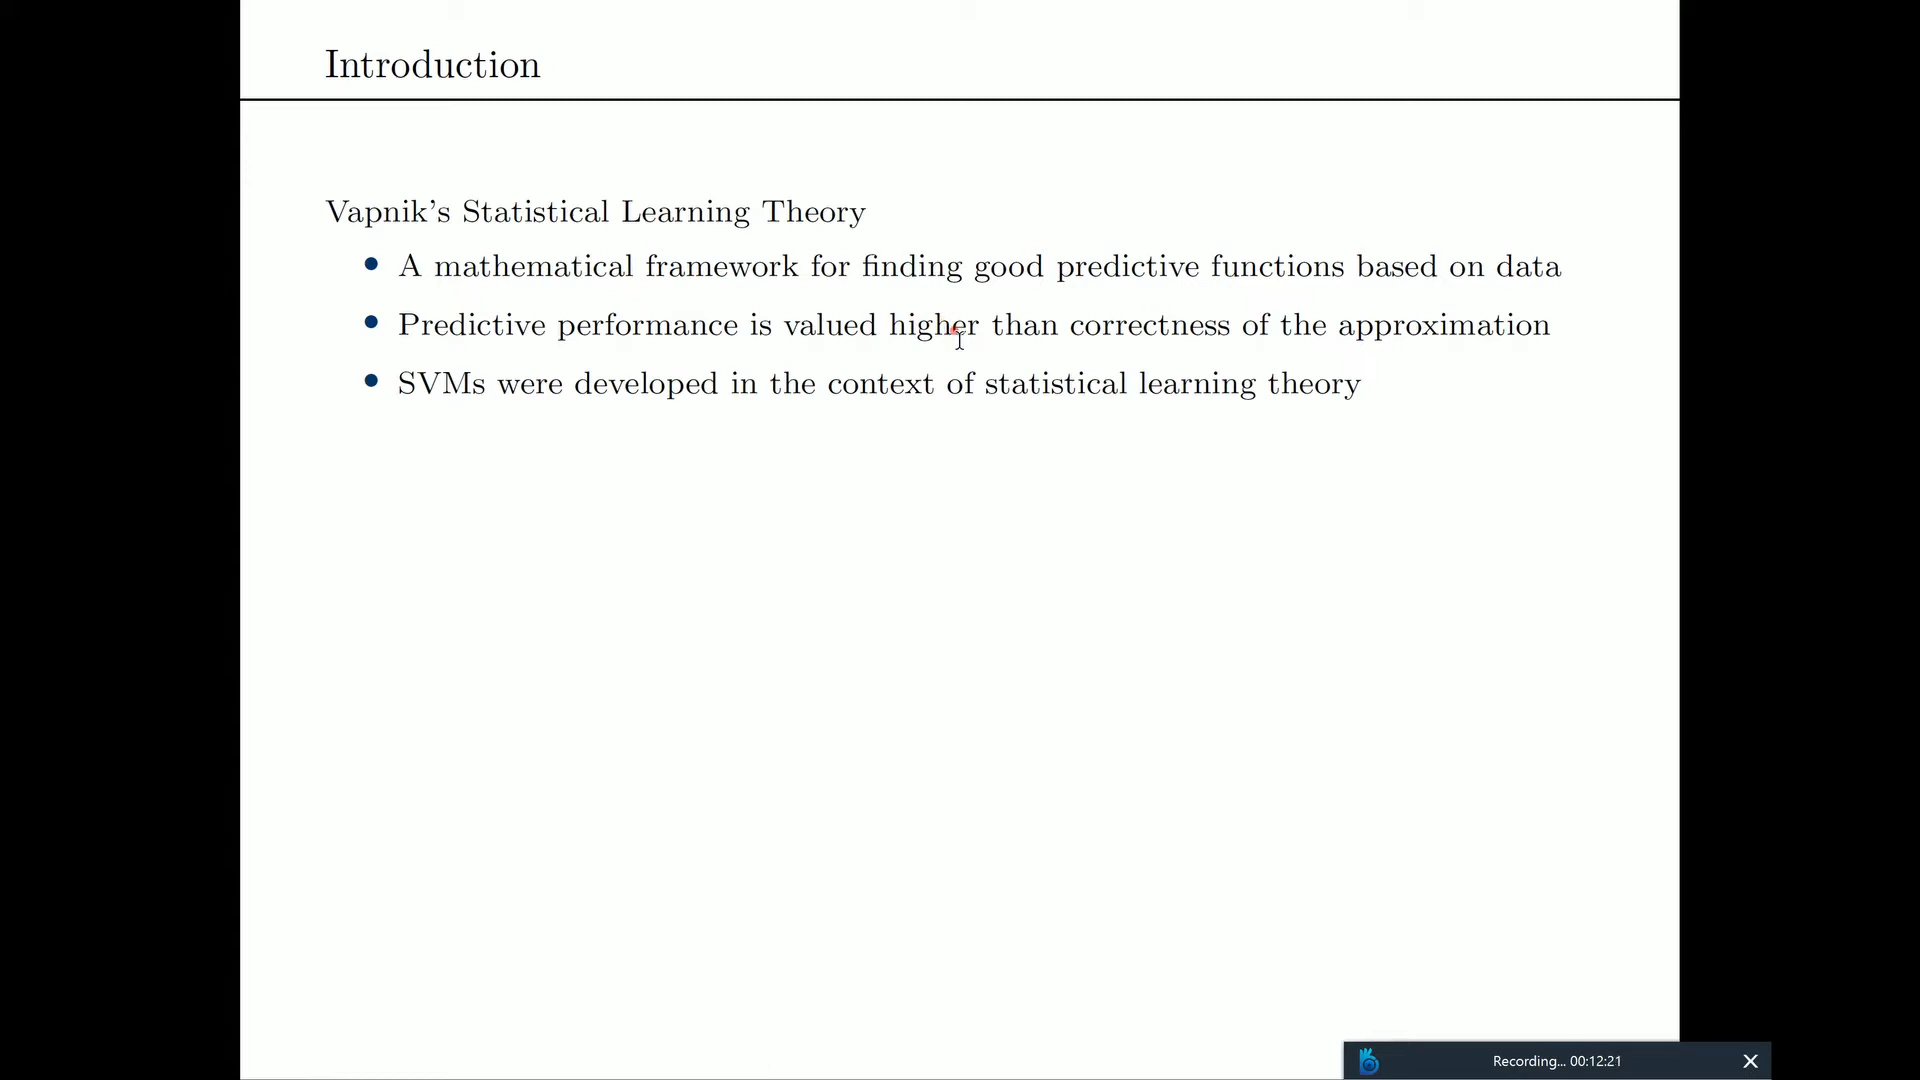 Introduction
Vapnik's Statistical Learning Theory
• A mathematical framework for finding good predictive functions based on data
• Predictive performance is valued higher than correctness of the approximation
• SVMs were developed in the context of statistical learning theory
Recording... 00:12:21